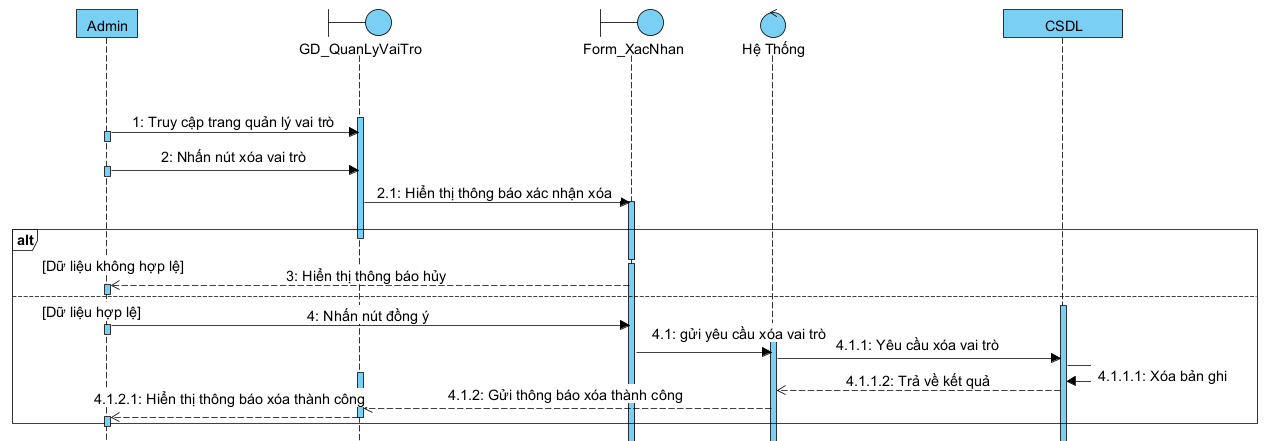 Admin
GD_QuanLyVaiTro
Form_XacNhan
Hệ Thống
CSDL
1: Truy cập trang quản lý vai trò
2: Nhấn nút xóa vai trò
2.1: Hiển thị thông báo xác nhận xóa
alt
[Dữ liệu không hợp lệ]
3: Hiển thị thông báo hủy
[Dữ liệu hợp lệ]
4: Nhấn nút đồng ý
4.1: gửi yêu cầu xóa vai trò
4.1.1: Yêu cầu xóa vai trò
4.1.1.1: Xóa bản ghi
4.1.1.2: Trả về kết quả
4.1.2: Gửi thông báo xóa thành công
4.1.2.1: Hiển thị thông báo xóa thành công